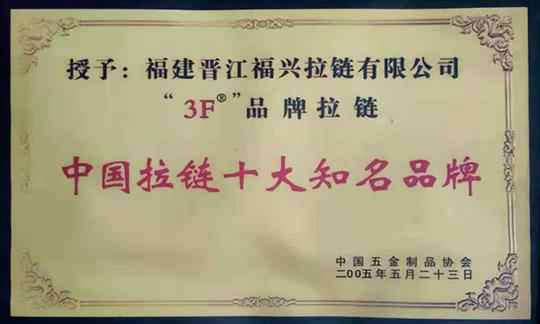 授予：福建晋江福兴拉链有限公司
“3F®”品牌拉链
中国拉链十大知名品牌
中国五金制品协会
二00五年五月二十三日